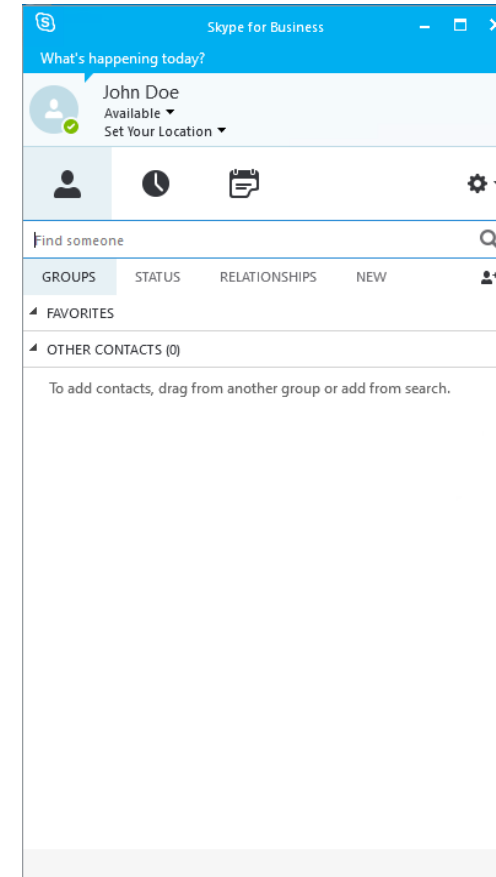 Skype for Business
What's happening today?
John Doe
Available
Set Your Location
Find someone
GROUPS STATUS RELATIONSHIPS NEW
FAVORITES
OTHER CONTACTS (0)
To add contacts, drag from another group or add from search.